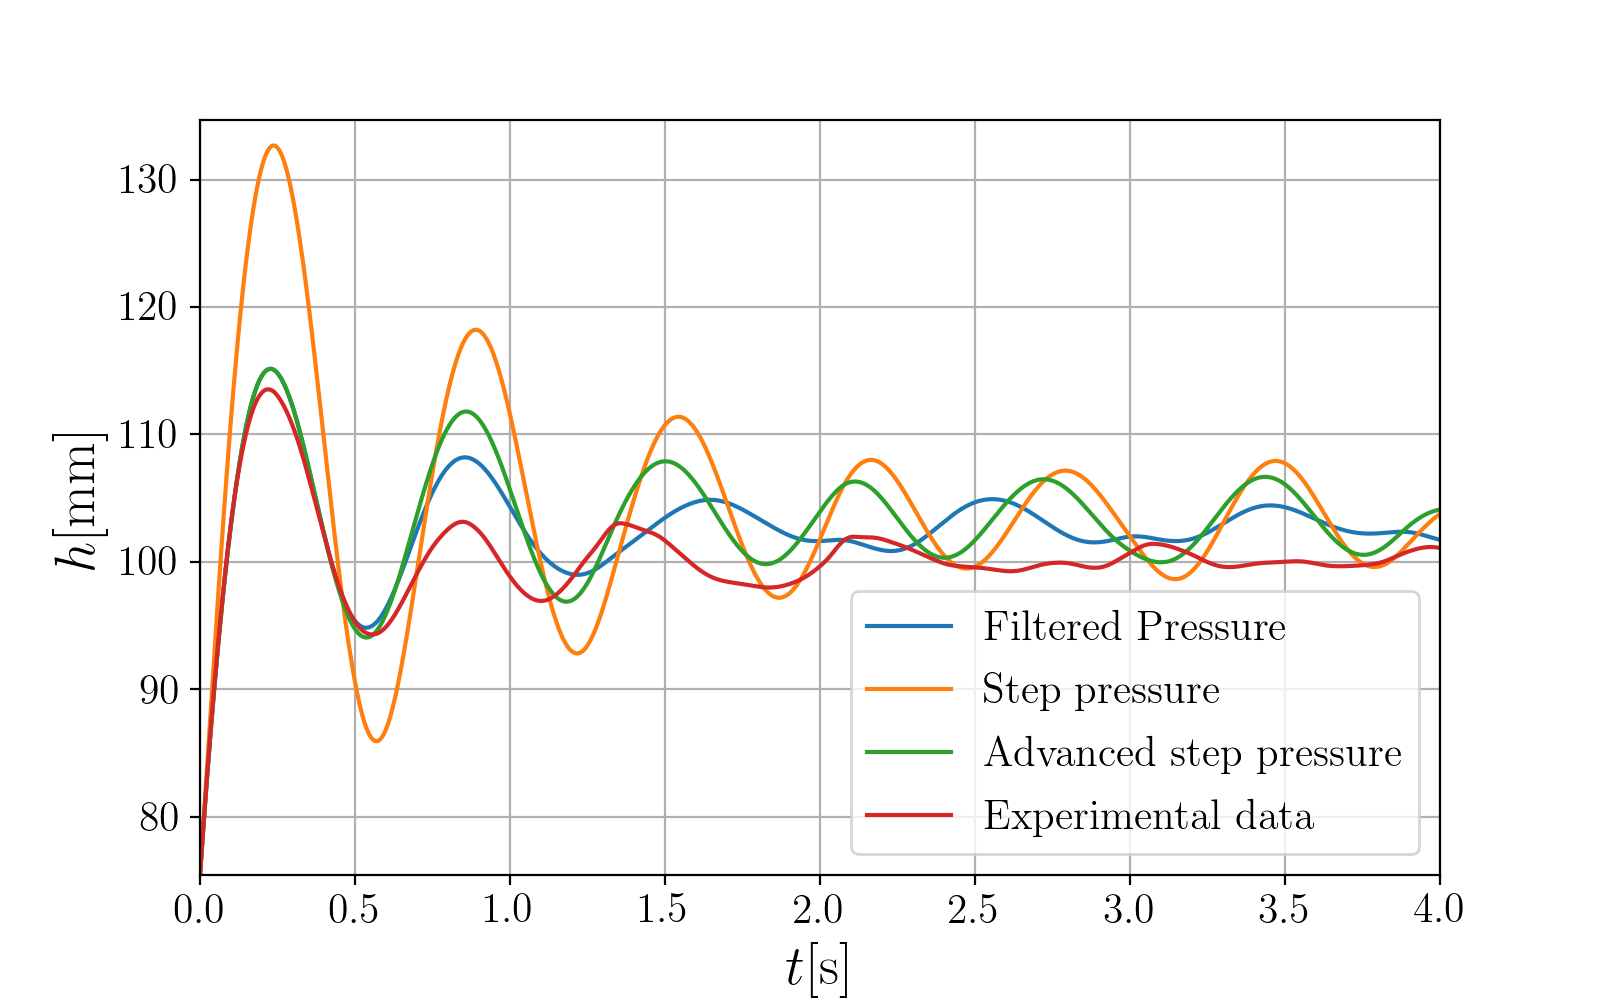 130
120
110
100
90
80
h[mm]
0.0 0.5 1.0 1.5 2.0 2.5 3.0 3.5 4.0
t[s]
Filtered Pressure
Step pressure
Advanced step pressure
Experimental data